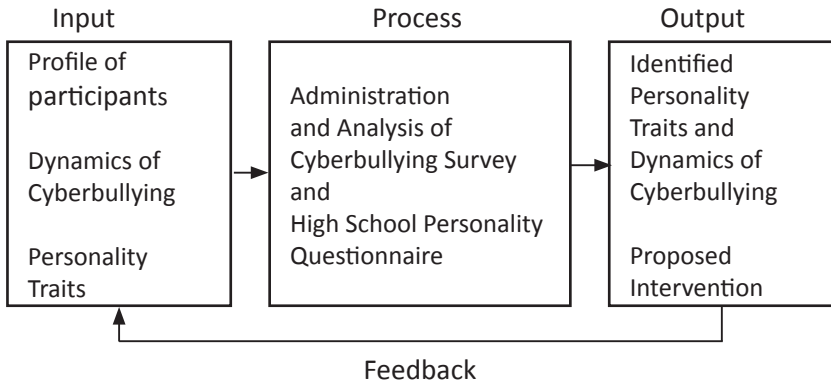 Input
Profile of
participants
Dynamics of
Cyberbullying
Personality
Traits
Process
Administration
and Analysis of
Cyberbullying Survey
and
High School Personality
Questionnaire
Output
Identified
Personality
Traits and
Dynamics of
Cyberbullying
Proposed
Intervention
Feedback